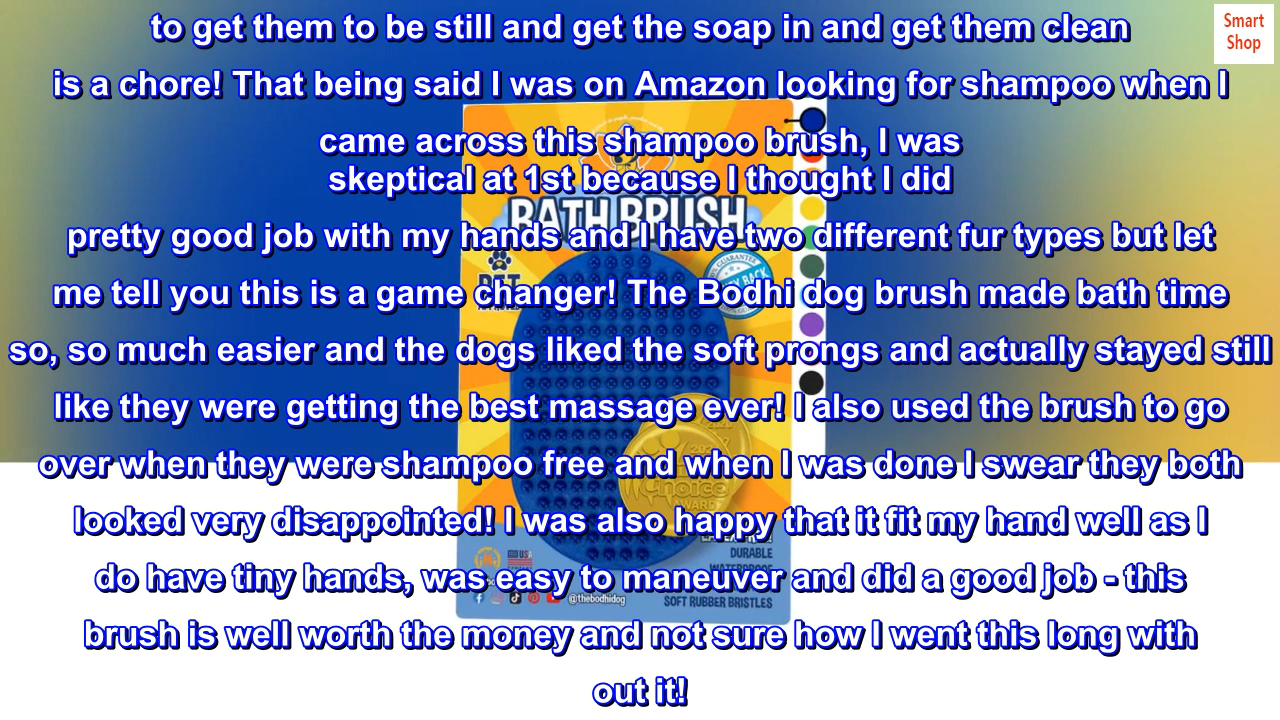 to get them to be still and get the soap in and get them clean
Smart
Shop
is a chore! That being said I was on Amazon looking for shampoo when I
came across this shampoo brush, I was
skeptical at 1st because I thought I did
BATH BRUSH
pretty good job with my hands and I have two different fur types but let
me tell you this is a game changer! The Bodhi dog brush made bath time
so, so much easier and the dogs liked the soft prongs and actually stayed still
like they were getting the best massage ever! I also used the brush to go
over when they were shampoo free and when I was done I swear they both
looked very disappointed! I was also happy that it fit my hand well as I
DURABLE
do have tiny hands, was easy to maneuver and did a good job - this
@thebodhidog
SOFT RUBBER BRISTLES
brush is well worth the money and not sure how I went this long with
out it!